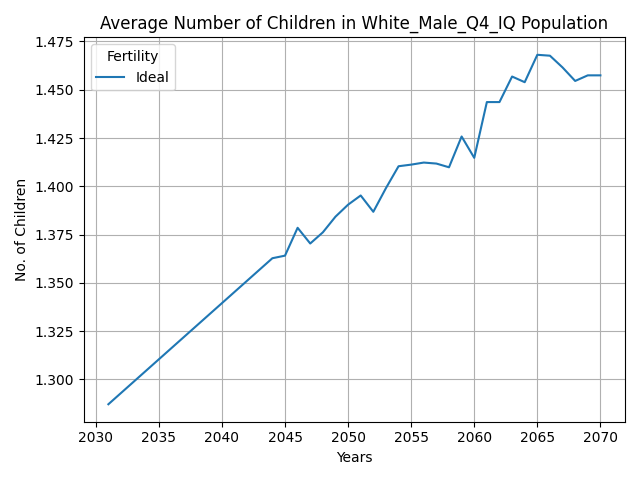 Average Number of Children in White_Male_Q4_IQ Population
1.475
1.450
1.425
1.400
1.375
1.350
1.325
1.300
No. of Children
Fertility
Ideal
2030 2035 2040 2045 2050 2055 2060 2065 2070
Years